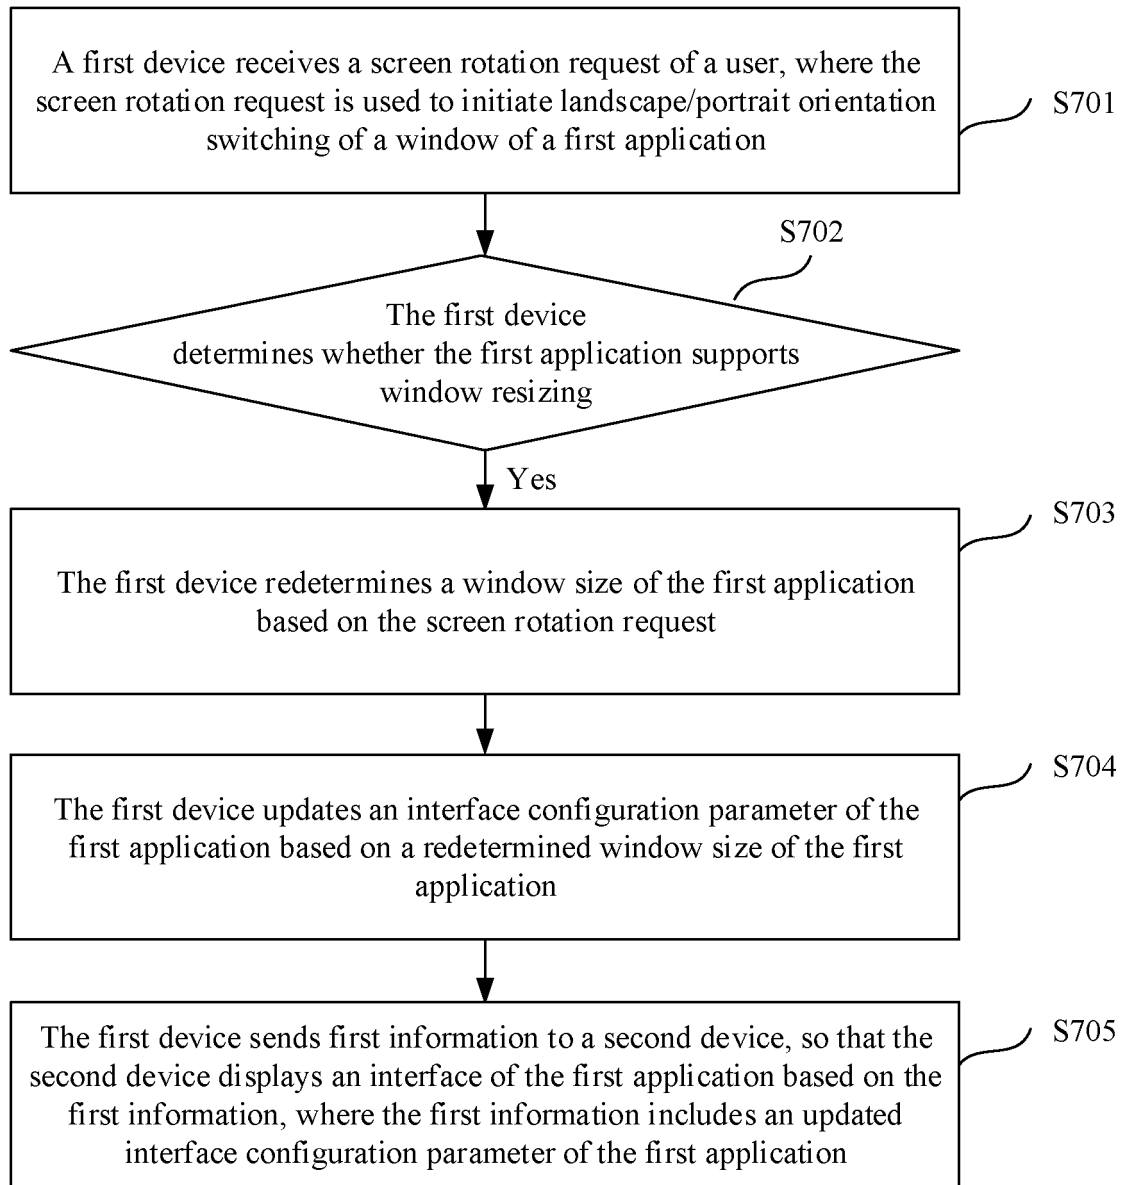 A first device receives a screen rotation request of a user, where the
screen rotation request is used to initiate landscape/portrait orientation
switching of a window of a first application
S701
S702
The first device
determines whether the first application supports
window resizing
Yes
S703
The first device redetermines a window size of the first application
based on the screen rotation request
S704
The first device updates an interface configuration parameter of the
first application based on a redetermined window size of the first
application
S705
The first device sends first information to a second device, so that the
second device displays an interface of the first application based on the
first information, where the first information includes an updated
interface configuration parameter of the first application